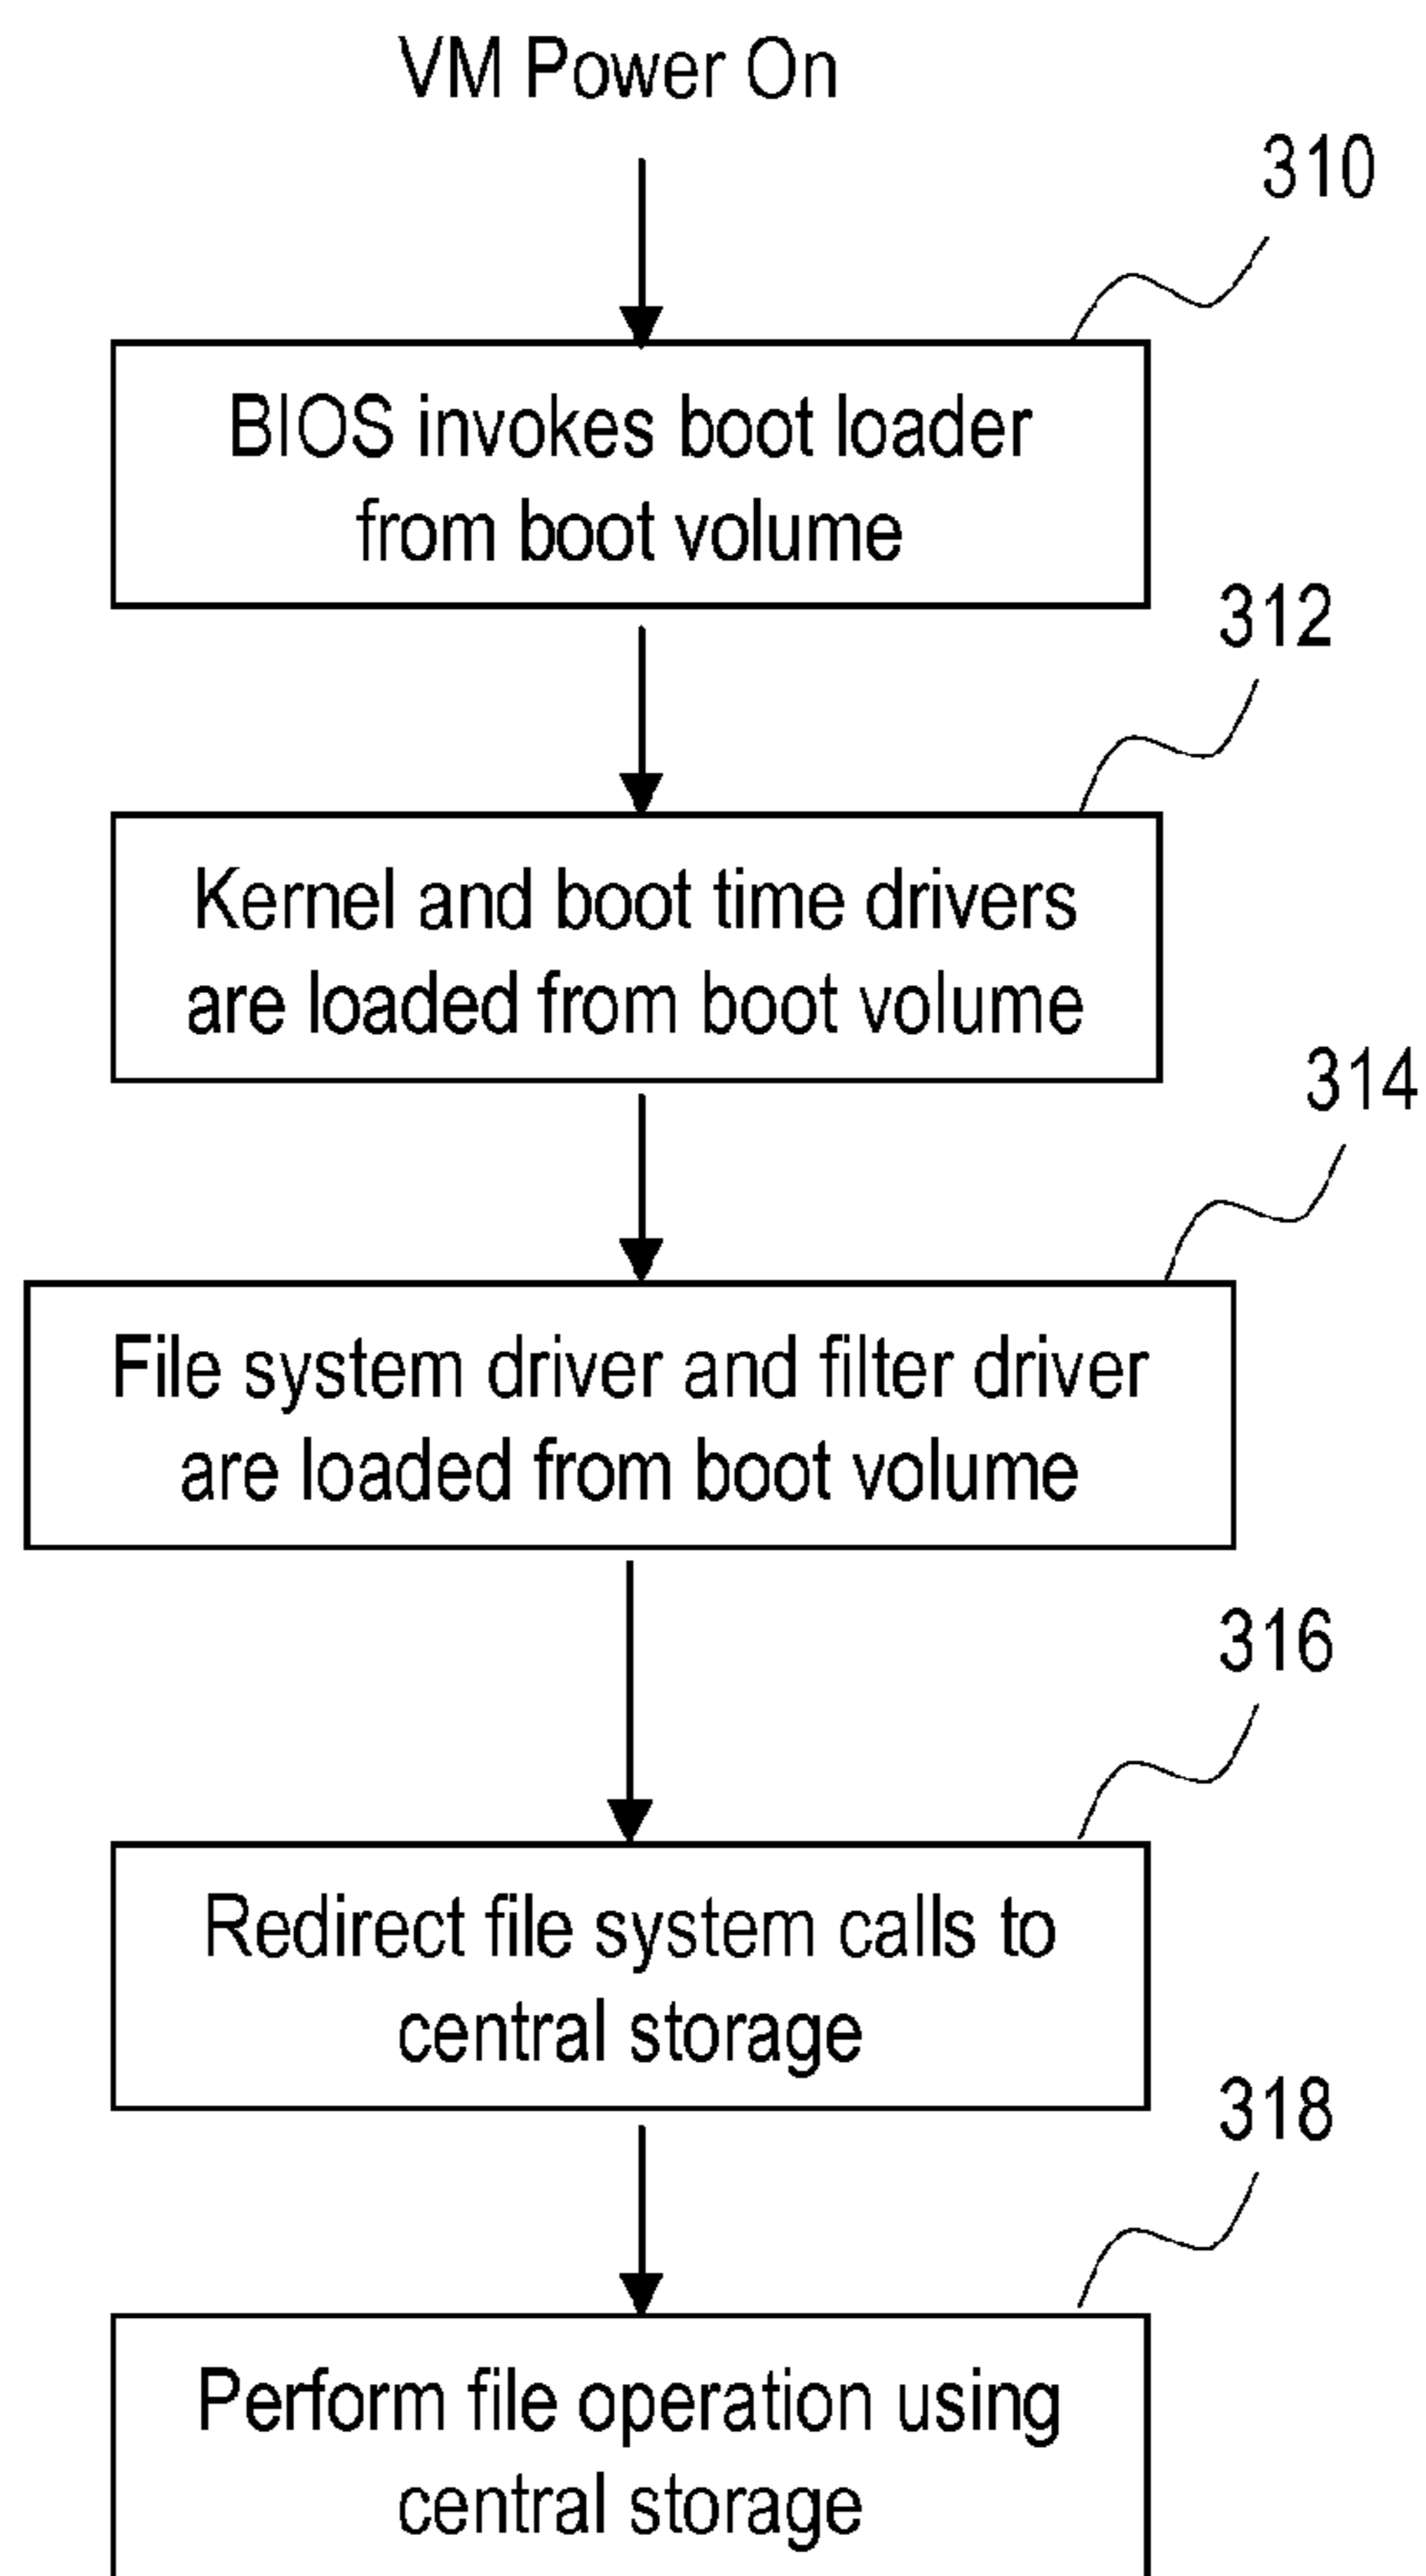 VM Power On
310
BIOS invokes boot loader
from boot volume
312
Kernel and boot time drivers
are loaded from boot volume
314
File system driver and filter driver
are loaded from boot volume
316
Redirect file system calls to
central storage
318
Perform file operation using
central storage